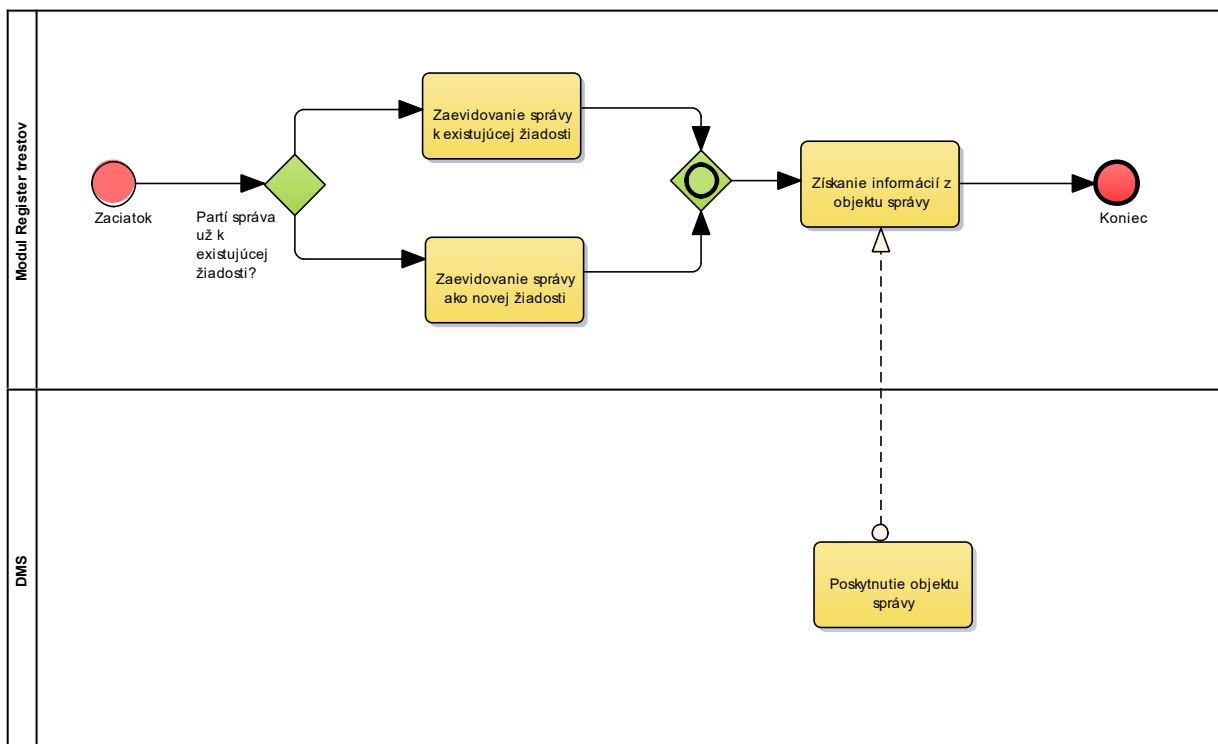 Modul Register trestov
Zaciatok
Partí správa
už k
existujúcej
žiadosti?
Zaevidovanie správy
k existujúcej žiadosti
Zaevidovanie správy
ako novej žiadosti
Získanie informácií z
objektu správy
Koniec
DMS
Poskytnutie objektu
správy